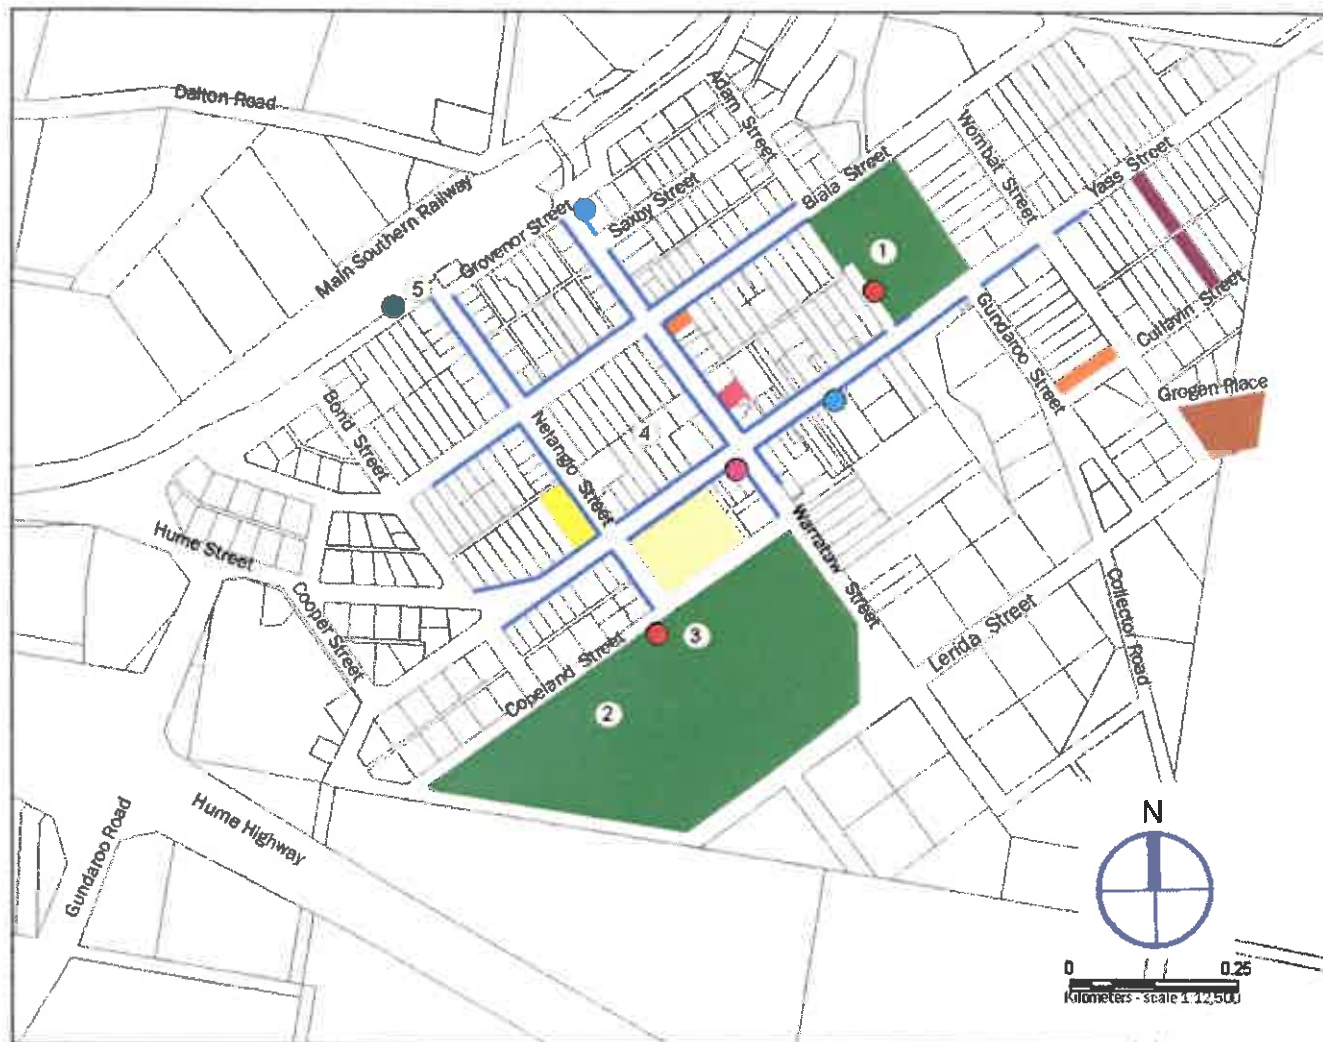 Dalton Road
Adam Street
Wombat Street
Yass Street
Biala Street
Saxby Street
Main Southern Railway
Grovenor Street
1
5
Gundaroo Street
Cullavin Street
Grogan Place
Bond Street
Nelanglo Street
4
Warrataw Street
Hume Street
Cooper Street
Collector Road
Lerida Street
3
Copeland Street
2
Hume Highway
Gundaroo Road
N
0 0.25
Kilometers - scale 1:12,500